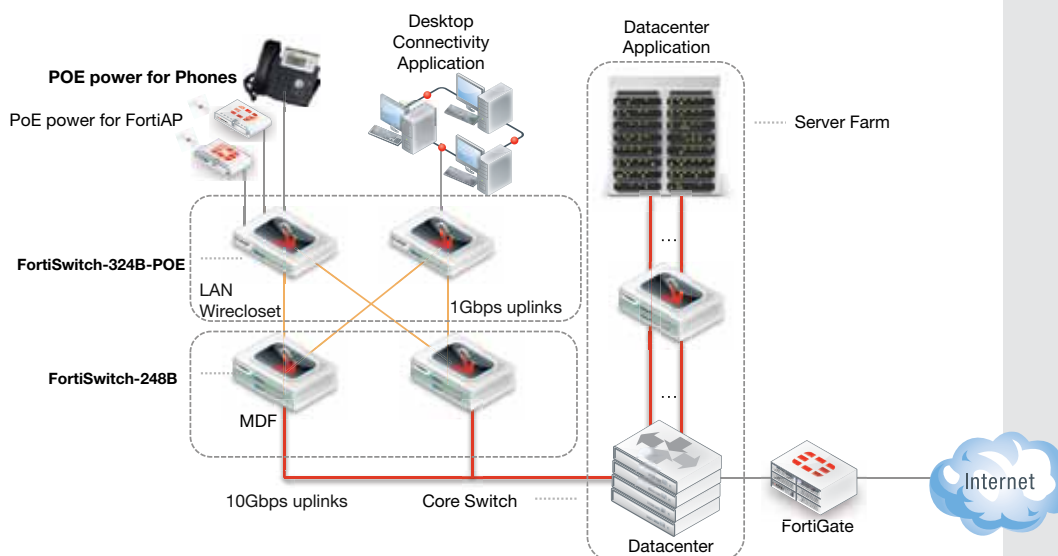 Desktop
Connectivity
Application
Datacenter
Application
POE power for Phones
PoE power for FortiAP
Server Farm
...
FortiSwitch-324B-POE
LAN
Wirecloset
1Gbps uplinks
FortiSwitch-248B
MDF
...
10Gbps uplinks
Core Switch
Internet
FortiGate
Datacenter